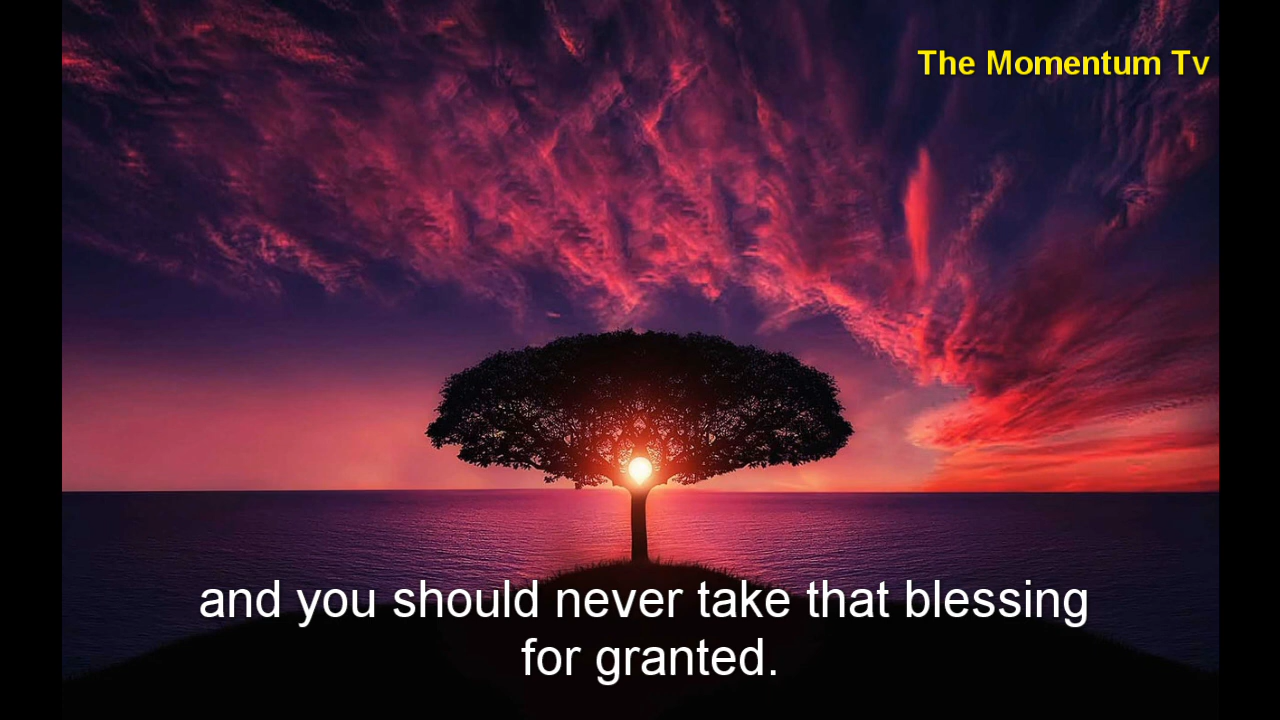 The Momentum Tv
and you should never take that blessing
for granted.